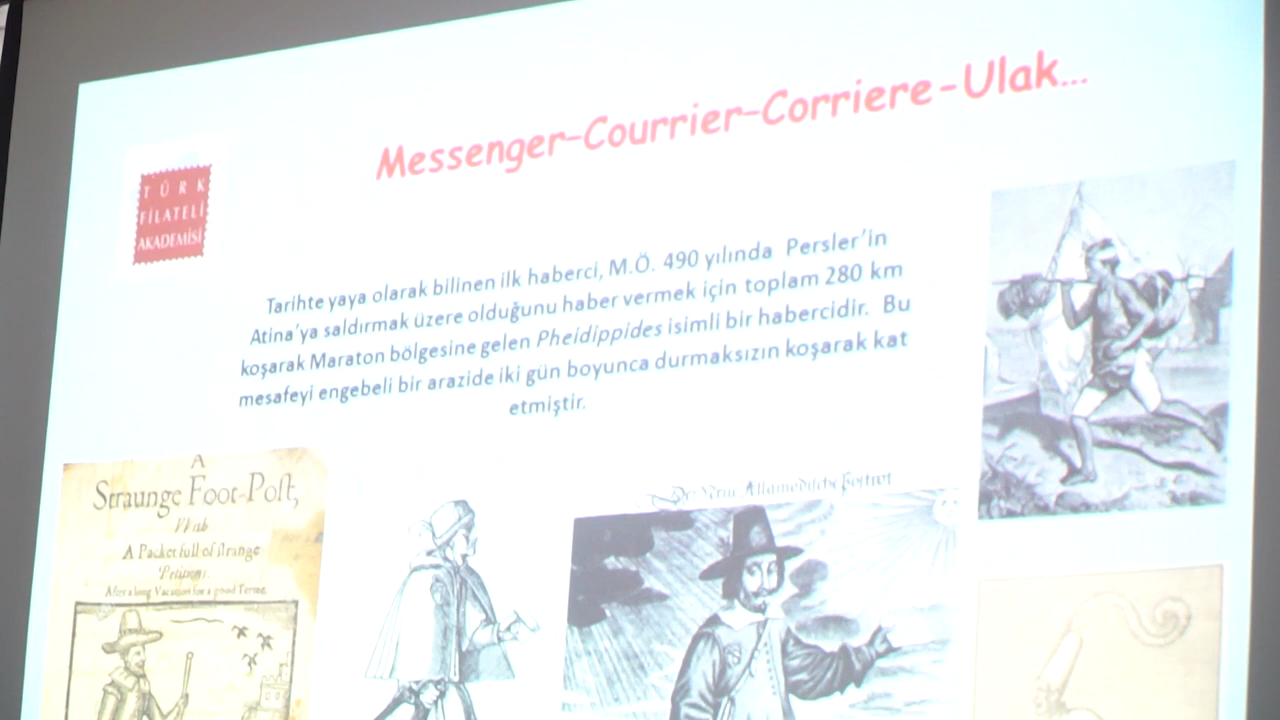 Messenger-Courrier-Corriere-Ulak...
TÜRK
FİLATELİ
AKADEMİSİ
Tarihte yaya olarak bilinen ilk haberci, M.Ö. 490 yılında Persler'in
Atina'ya saldırmak üzere olduğunu haber vermek için toplam 280 km
koşarak Maraton bölgesine gelen Pheidippides isimli bir habercidir. Bu
mesafeyi engebeli bir arazide iki gün boyunca durmaksızın koşarak kat
etmiştir.
A
Straunge Foot-Post,
With
A Packet full of strange
Petitions.
After a long Vacation for a good Terme.